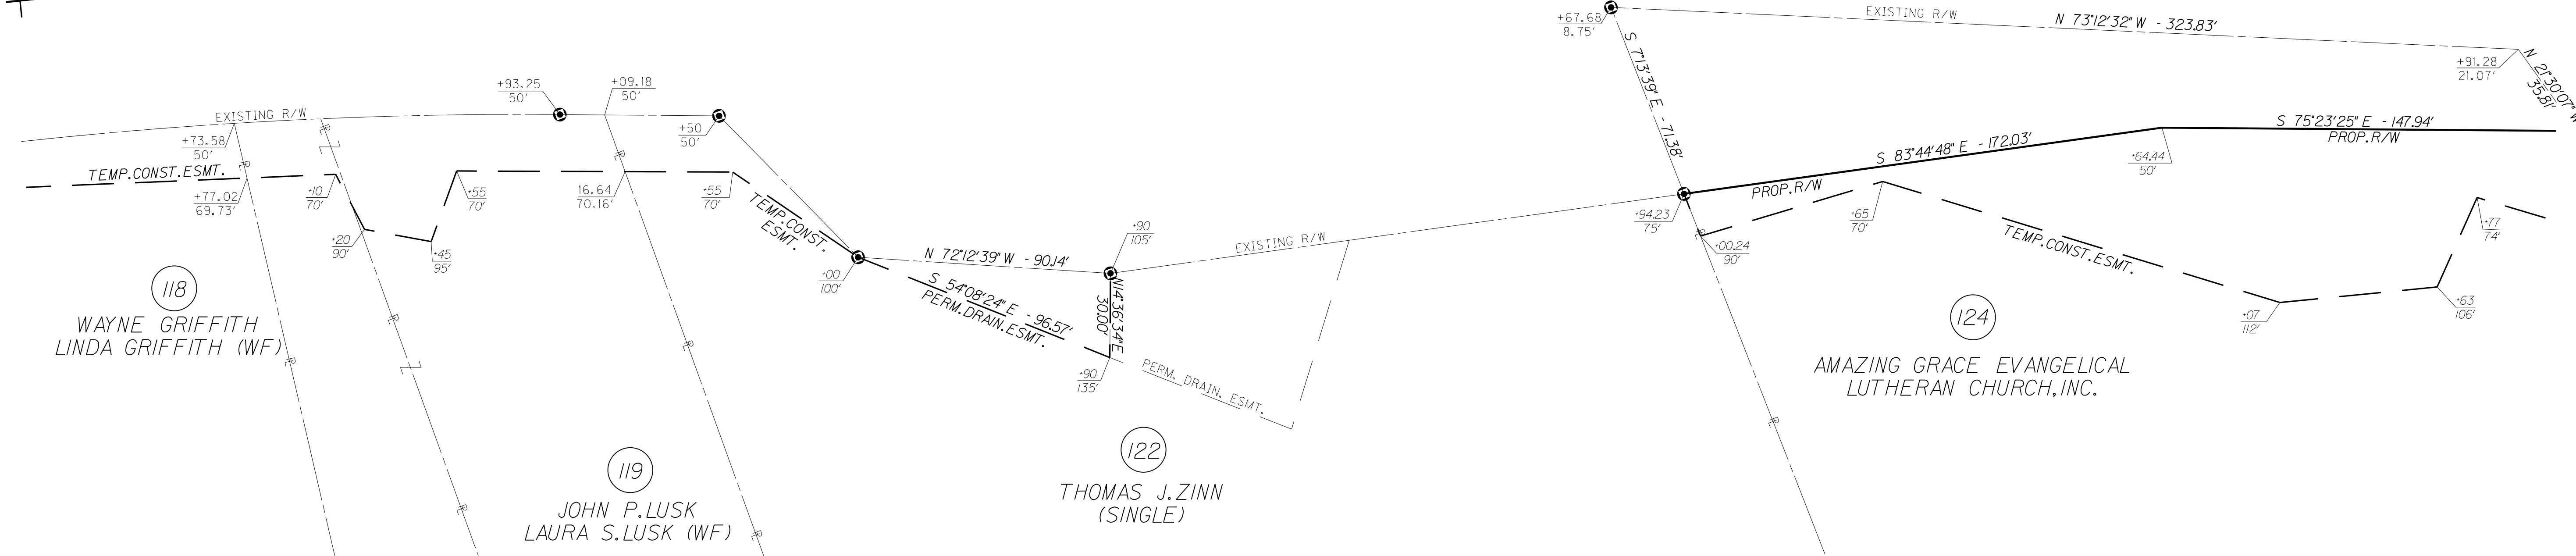 +67.68
8.75'
EXISTING R/W
N 73°12'32" W - 323.83'
+91.28
21.07'
N 21°30'07" W
35.81'
S 7°13'39" E - 71.38'
+93.25
50'
+09.18
50'
EXISTING R/W
+73.58
50'
+50
50'
S 83°44'48" E - 172.03'
PROP.R/W
S 75°23'25" E - 147.94'
PROP.R/W
+64.44
50'
TEMP.CONST.ESMT.
+77.02
69.73'
+10
70'
+55
70'
16.64
70.16'
+55
70'
TEMP.CONST.
ESMT.
+20
90'
+45
95'
+00
100'
N 72°12'39" W - 90.14'
+90
105'
EXISTING R/W
+94.23
75'
+00.24
90'
+65
70'
TEMP.CONST.ESMT.
+77
74'
+07
112'
+63
106'
S 54°08'24" E - 96.57'
PERM.DRAIN.ESMT.
N14°36'34"E
30.00'
+90
135'
PERM. DRAIN. ESMT.
118
WAYNE GRIFFITH
LINDA GRIFFITH (WF)
119
JOHN P.LUSK
LAURA S.LUSK (WF)
122
THOMAS J.ZINN
(SINGLE)
124
AMAZING GRACE EVANGELICAL
LUTHERAN CHURCH,INC.